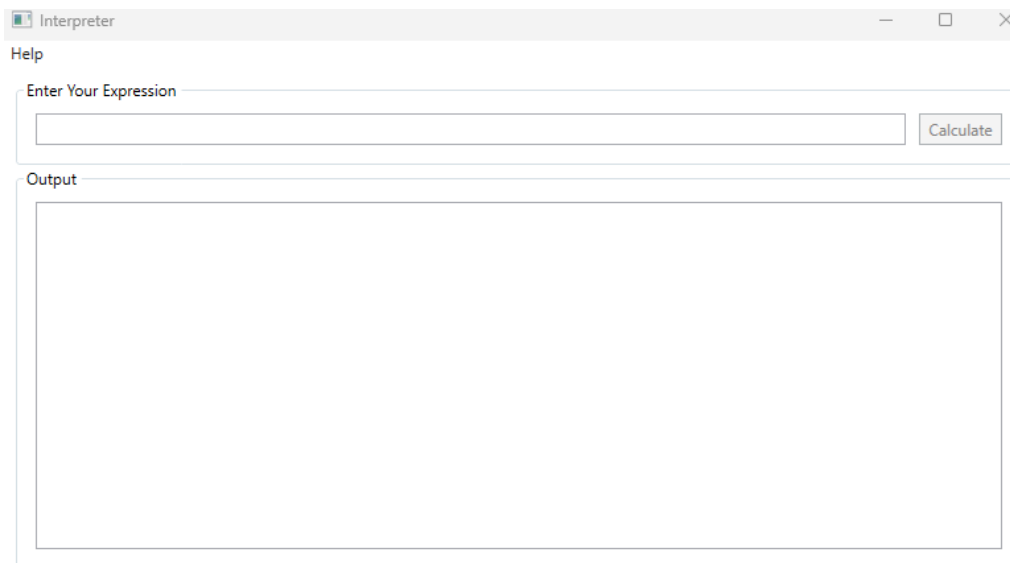 Interpreter
Help
Enter Your Expression
Calculate
Output